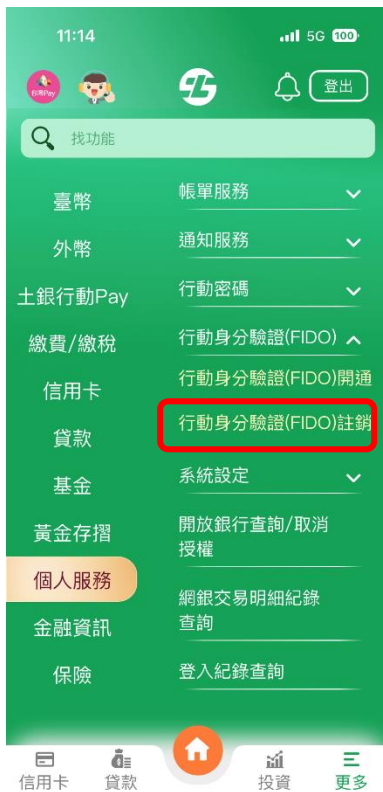 11:14
5G 100
台灣Pay
登出
找功能
臺幣
外幣
土銀行動Pay
繳費/繳稅
信用卡
貸款
基金
黃金存摺
個人服務
金融資訊
保險
帳單服務
通知服務
行動密碼
行動身分驗證(FIDO)
行動身分驗證(FIDO)開通
行動身分驗證(FIDO)註銷
系統設定
開放銀行查詢/取消
授權
網銀交易明細紀錄
查詢
登入紀錄查詢
信用卡
貸款
投資
更多